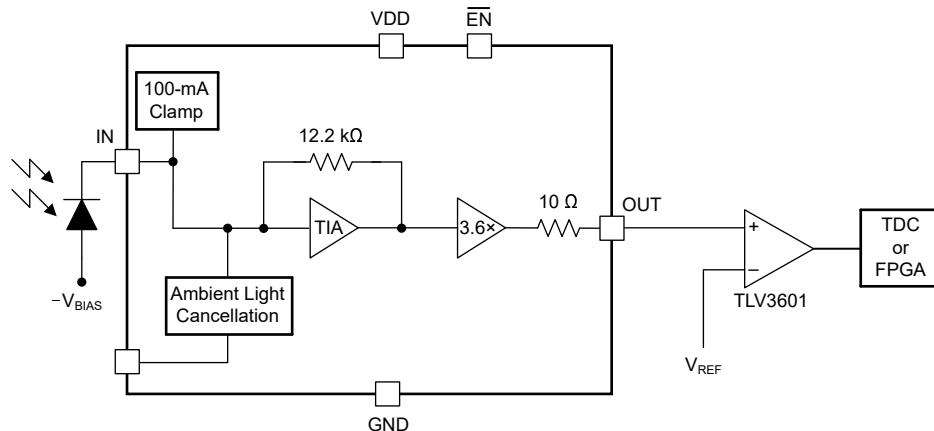 VDD
EN
100-mA
Clamp
IN
12.2 kΩ
TIA
3.6×
10 Ω
OUT
+
−
TLV3601
TDC
or
FPGA
−VBIAS
Ambient Light
Cancellation
VREF
GND